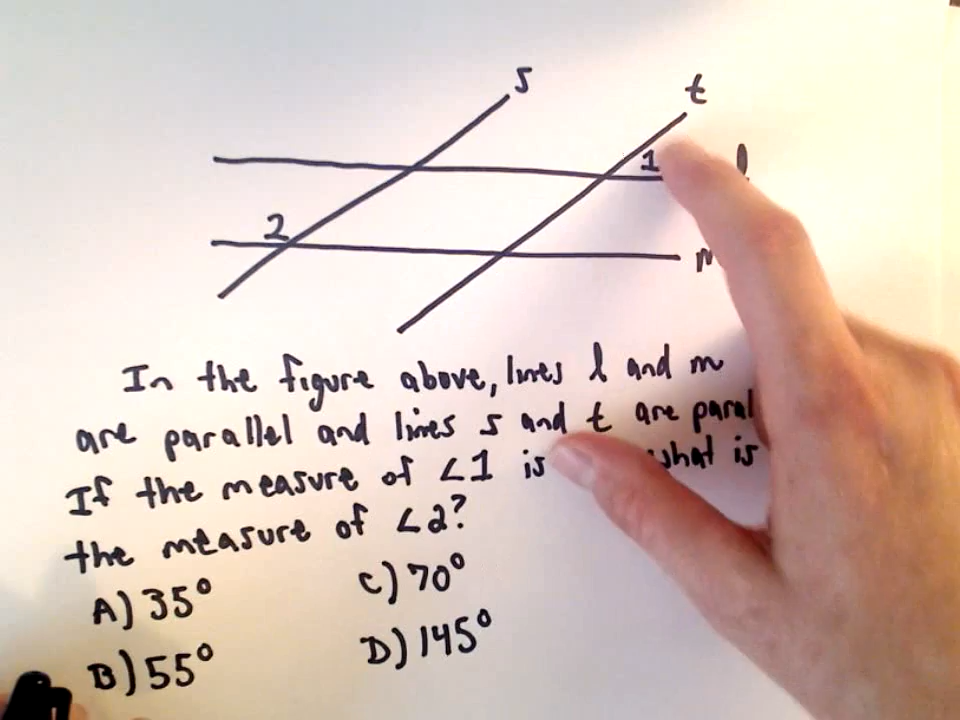 s
t
1
l
2
In the figure above, lines l and m
are parallel and lines s and t are
If the measure of ∠1 is what is
the measure of ∠2?
A) 35° C) 70°
B) 55° D) 145°